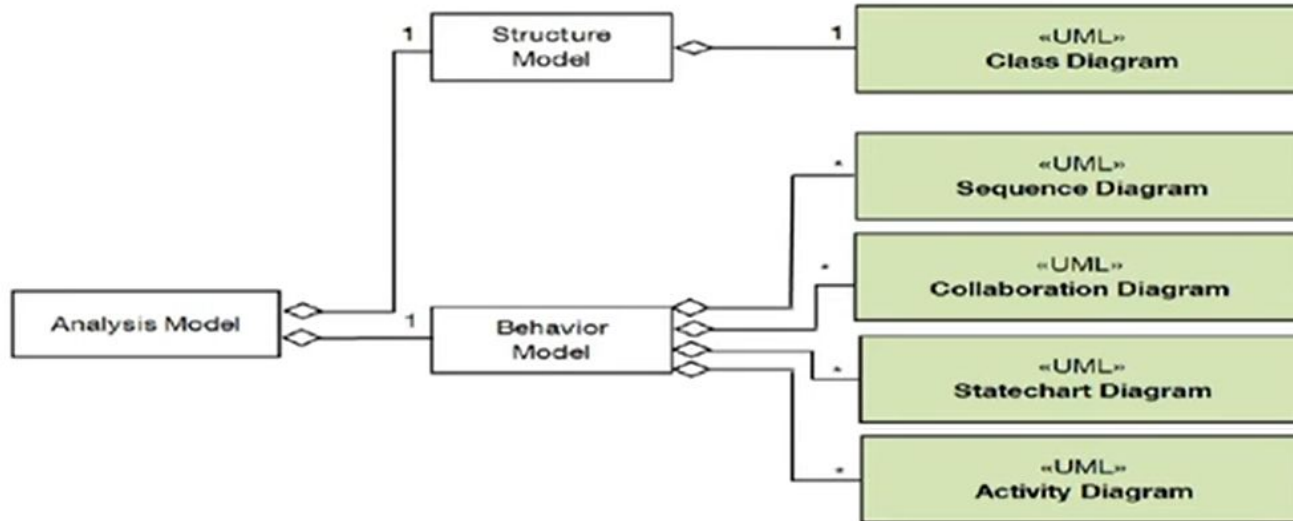 1
Structure
Model
1
«UML»
Class Diagram
*
«UML»
Sequence Diagram
*
«UML»
Collaboration Diagram
Analysis Model
1
Behavior
Model
*
«UML»
Statechart Diagram
*
«UML»
Activity Diagram